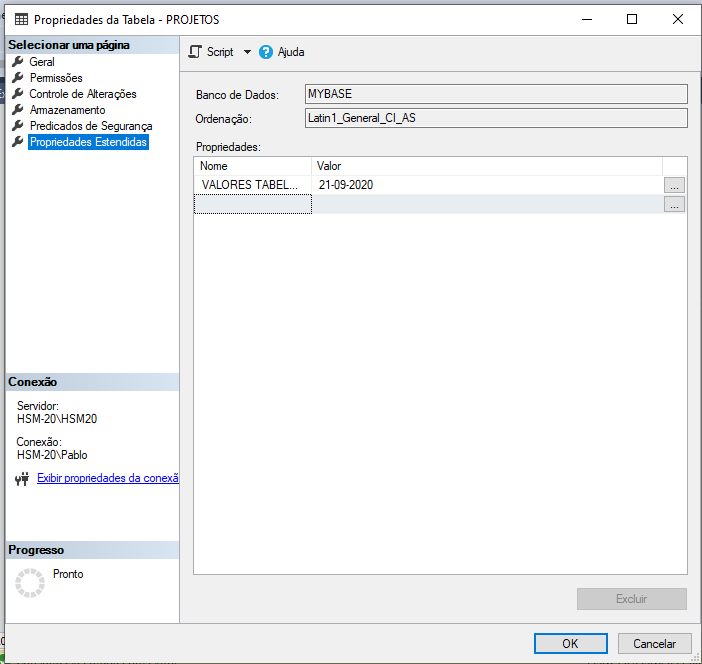 Propriedades da Tabela - PROJETOS
Selecionar uma página
Geral
Permissões
Controle de Alterações
Armazenamento
Predicados de Segurança
Propriedades Estendidas
Script
Ajuda
Banco de Dados: MYBASE
Ordenação: Latin1_General_CI_AS
Propriedades:
Nome Valor
VALORES TABEL... 21-09-2020 ...
...
Conexão
Servidor:
HSM-20\HSM20
Conexão:
HSM-20\Pablo
Exibir propriedades da conexã
Progresso
Pronto
Excluir
OK Cancelar